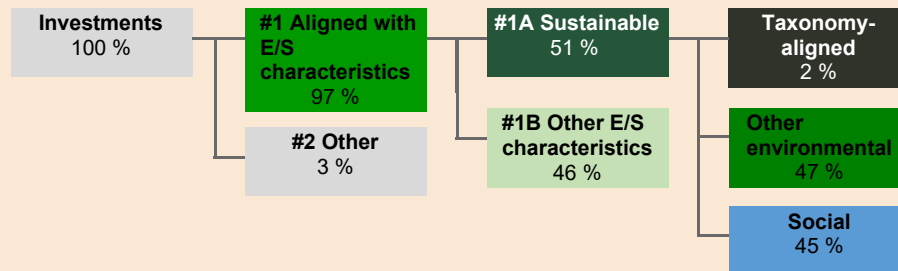 Investments
100 %
#1 Aligned with
E/S
characteristics
97 %
#2 Other
3 %
#1A Sustainable
51 %
#1B Other E/S
characteristics
46 %
Taxonomy-
aligned
2 %
Other
environmental
47 %
Social
45 %